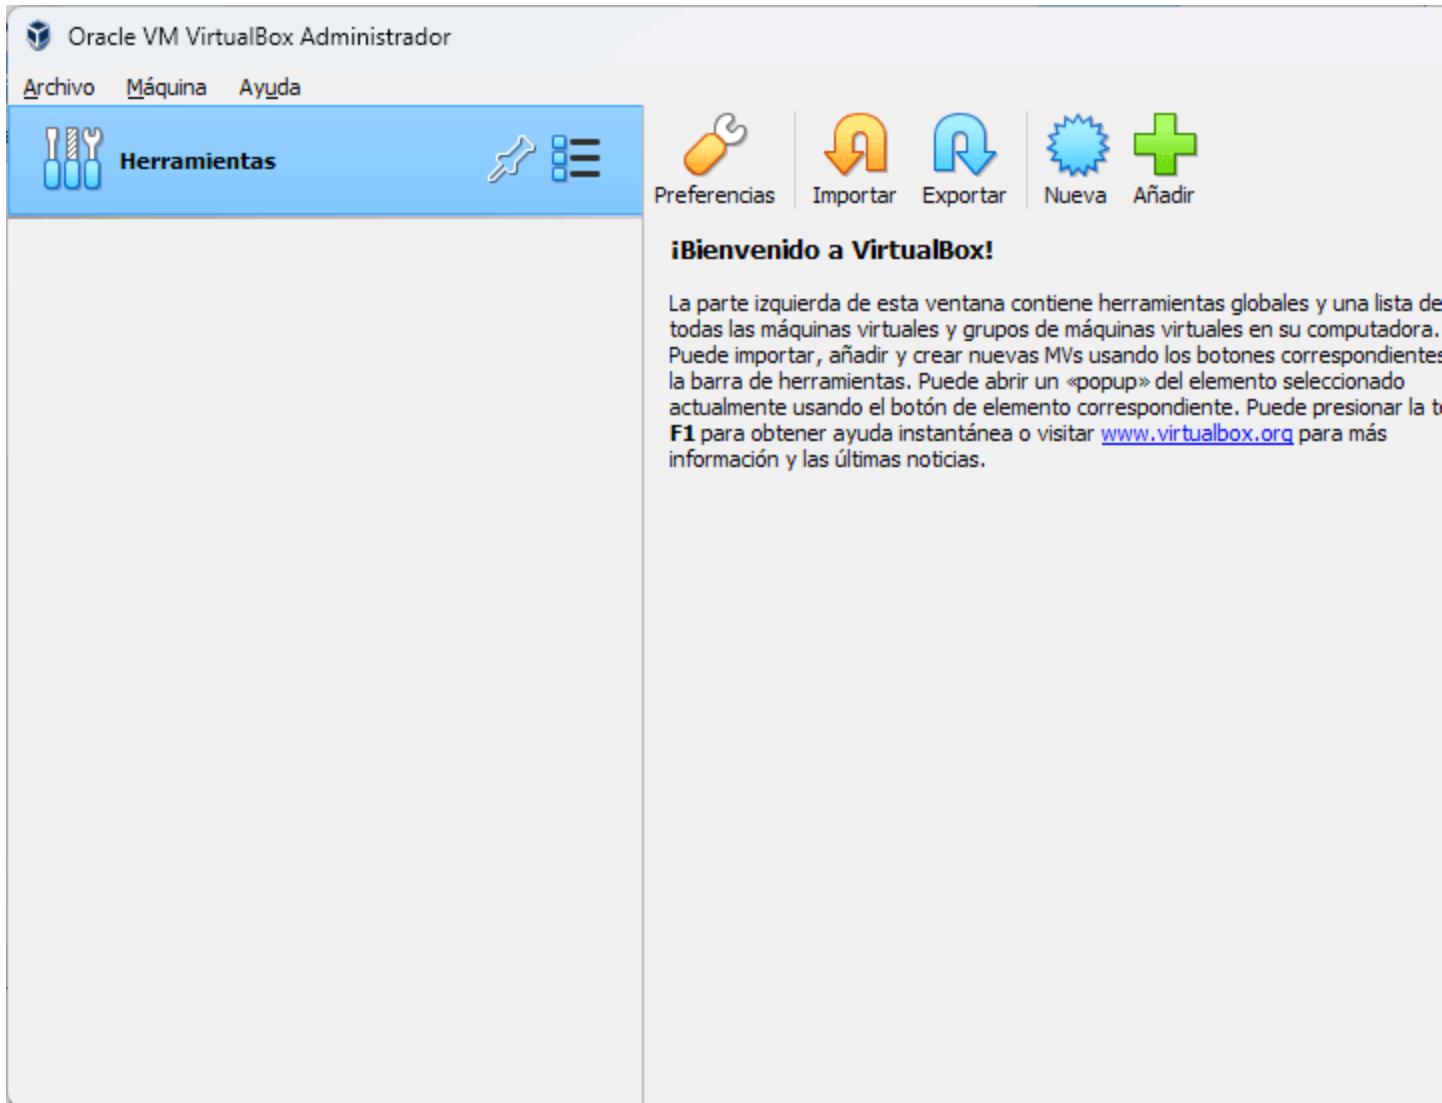 Oracle VM VirtualBox Administrador
Archivo Máquina Ayuda
Herramientas
Preferencias Importar Exportar Nueva Añadir
¡Bienvenido a VirtualBox!
La parte izquierda de esta ventana contiene herramientas globales y una lista de
todas las máquinas virtuales y grupos de máquinas virtuales en su computadora.
Puede importar, añadir y crear nuevas MVs usando los botones correspondientes
la barra de herramientas. Puede abrir un «popup» del elemento seleccionado
actualmente usando el botón de elemento correspondiente. Puede presionar la
F1 para obtener ayuda instantánea o visitar www.virtualbox.org para más
información y las últimas noticias.